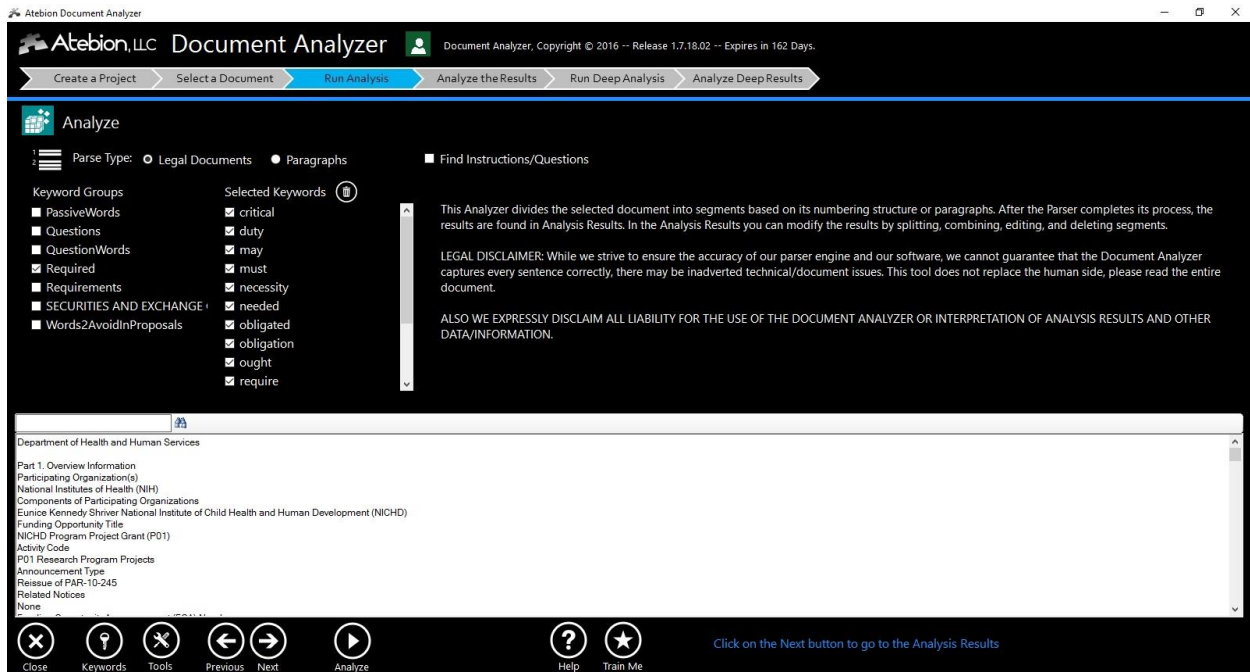 Atebion Document Analyzer
Atebion, LLC Document Analyzer Document Analyzer, Copyright © 2016 -- Release 1.7.18.02 -- Expires in 162 Days.
Create a Project Select a Document Run Analysis Analyze the Results Run Deep Analysis Analyze Deep Results
Analyze
1
2
Parse Type: Legal Documents Paragraphs Find Instructions/Questions
Keyword Groups
PassiveWords
Questions
QuestionWords
Required
Requirements
SECURITIES AND EXCHANGE
Words2AvoidInProposals
Selected Keywords
critical
duty
may
must
necessity
needed
obligated
obligation
ought
require
This Analyzer divides the selected document into segments based on its numbering structure or paragraphs. After the Parser completes its process, the
results are found in Analysis Results. In the Analysis Results you can modify the results by splitting, combining, editing, and deleting segments.
LEGAL DISCLAIMER: While we strive to ensure the accuracy of our parser engine and our software, we cannot guarantee that the Document Analyzer
captures every sentence correctly, there may be inadverted technical/document issues. This tool does not replace the human side, please read the entire
document.
ALSO WE EXPRESSLY DISCLAIM ALL LIABILITY FOR THE USE OF THE DOCUMENT ANALYZER OR INTERPRETATION OF ANALYSIS RESULTS AND OTHER
DATA/INFORMATION.
Department of Health and Human Services
Part 1. Overview Information
Participating Organization(s)
National Institutes of Health (NIH)
Components of Participating Organizations
Eunice Kennedy Shriver National Institute of Child Health and Human Development (NICHD)
Funding Opportunity Title
NICHD Program Project Grant (P01)
Activity Code
P01 Research Program Projects
Announcement Type
Reissue of PAR-10-245
Related Notices
None
Close Keywords Tools Previous Next Analyze Help Train Me
Click on the Next button to go to the Analysis Results